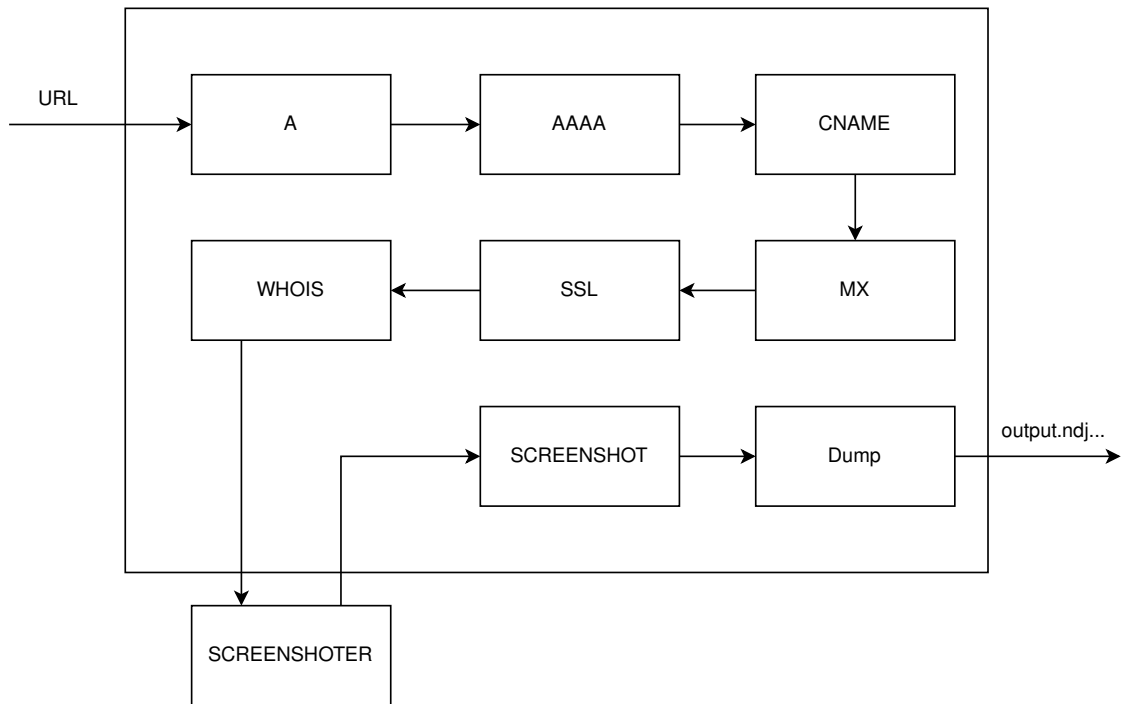 URL
A
AAAA
CNAME
WHOIS
SSL
MX
SCREENSHOT
Dump
output.ndj...
SCREENSHOTER